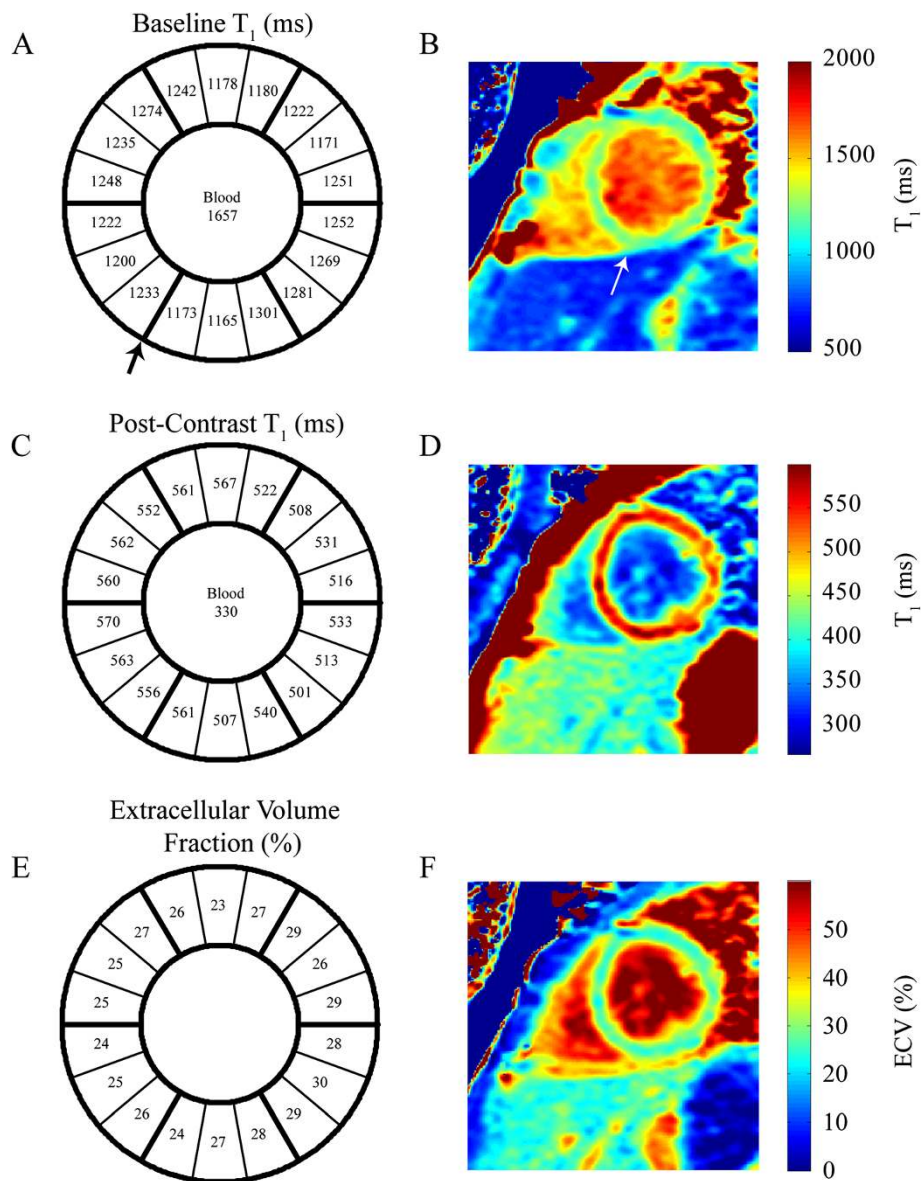 Baseline T1 (ms)
A
1242 1178 1180
1274 1222
1235 1171
1248 1251
Blood
1657
1222 1252
1200 1269
1233 1281
1173 1165 1301
B
2000
1500
1000
500
T1 (ms)
Post-Contrast T1 (ms)
C
561 567 522
552 508
562 531
560 516
Blood
330
570 533
563 513
556 501
561 507 540
D
550
500
450
400
350
300
T1 (ms)
Extracellular Volume
Fraction (%)
E
26 23 27
27 29
25 26
25 29
24 28
25 30
26 29
24 27 28
F
50
40
30
20
10
0
ECV (%)